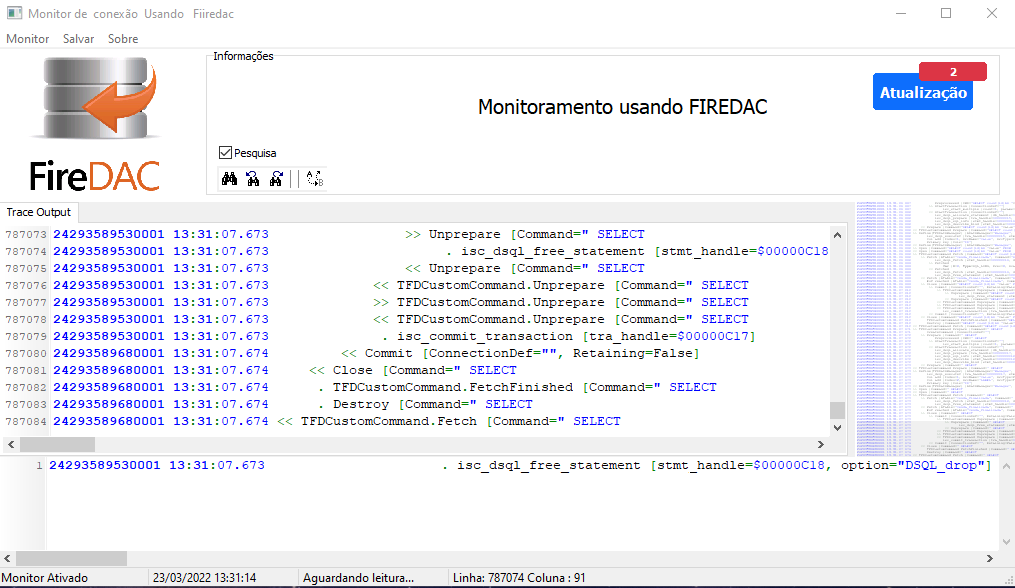 Monitor de conexão Usando Fiiredac
Monitor Salvar Sobre
Informações
2
Atualização
Monitoramento usando FIREDAC
Pesquisa
FireDAC
Trace Output
787073 24293589530001 13:31:07.673 >> Unprepare [Command=" SELECT
787074 24293589530001 13:31:07.673 . isc_dsql_free_statement [stmt_handle=$00000C18
787075 24293589530001 13:31:07.673 << Unprepare [Command=" SELECT
787076 24293589530001 13:31:07.673 << TFDCustomCommand.Unprepare [Command=" SELECT
787077 24293589530001 13:31:07.673 >> TFDCustomCommand.Unprepare [Command=" SELECT
787078 24293589530001 13:31:07.673 << TFDCustomCommand.Unprepare [Command=" SELECT
787079 24293589530001 13:31:07.673 . isc_commit_transaction [tra_handle=$00000C17]
787080 24293589680001 13:31:07.674 << Commit [ConnectionDef="", Retaining=False]
787081 24293589680001 13:31:07.674 << Close [Command=" SELECT
787082 24293589680001 13:31:07.674 . TFDCustomCommand.FetchFinished [Command=" SELECT
787083 24293589680001 13:31:07.674 . Destroy [Command=" SELECT
787084 24293589680001 13:31:07.674 << TFDCustomCommand.Fetch [Command=" SELECT
1 24293589530001 13:31:07.673 . isc_dsql_free_statement [stmt_handle=$00000C18, option="DSQL_drop"]
Monitor Ativado 23/03/2022 13:31:14 Aguardando leitura... Linha: 787074 Coluna : 91